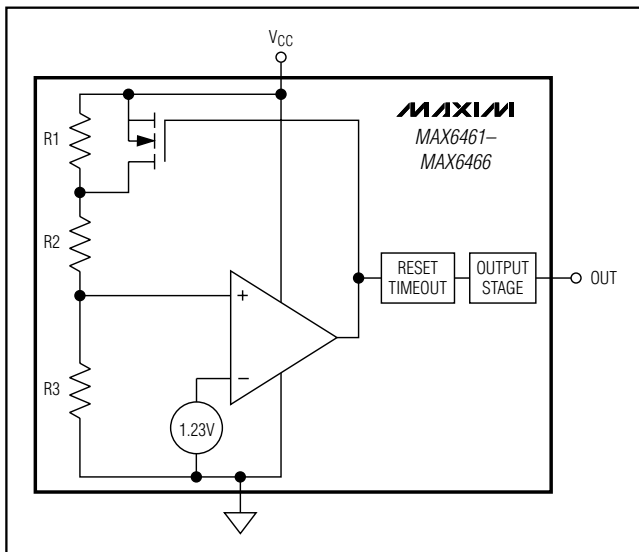 VCC
MAXIM
MAX6461–
MAX6466
R1
R2
R3
+
–
1.23V
RESET
TIMEOUT
OUTPUT
STAGE
OUT